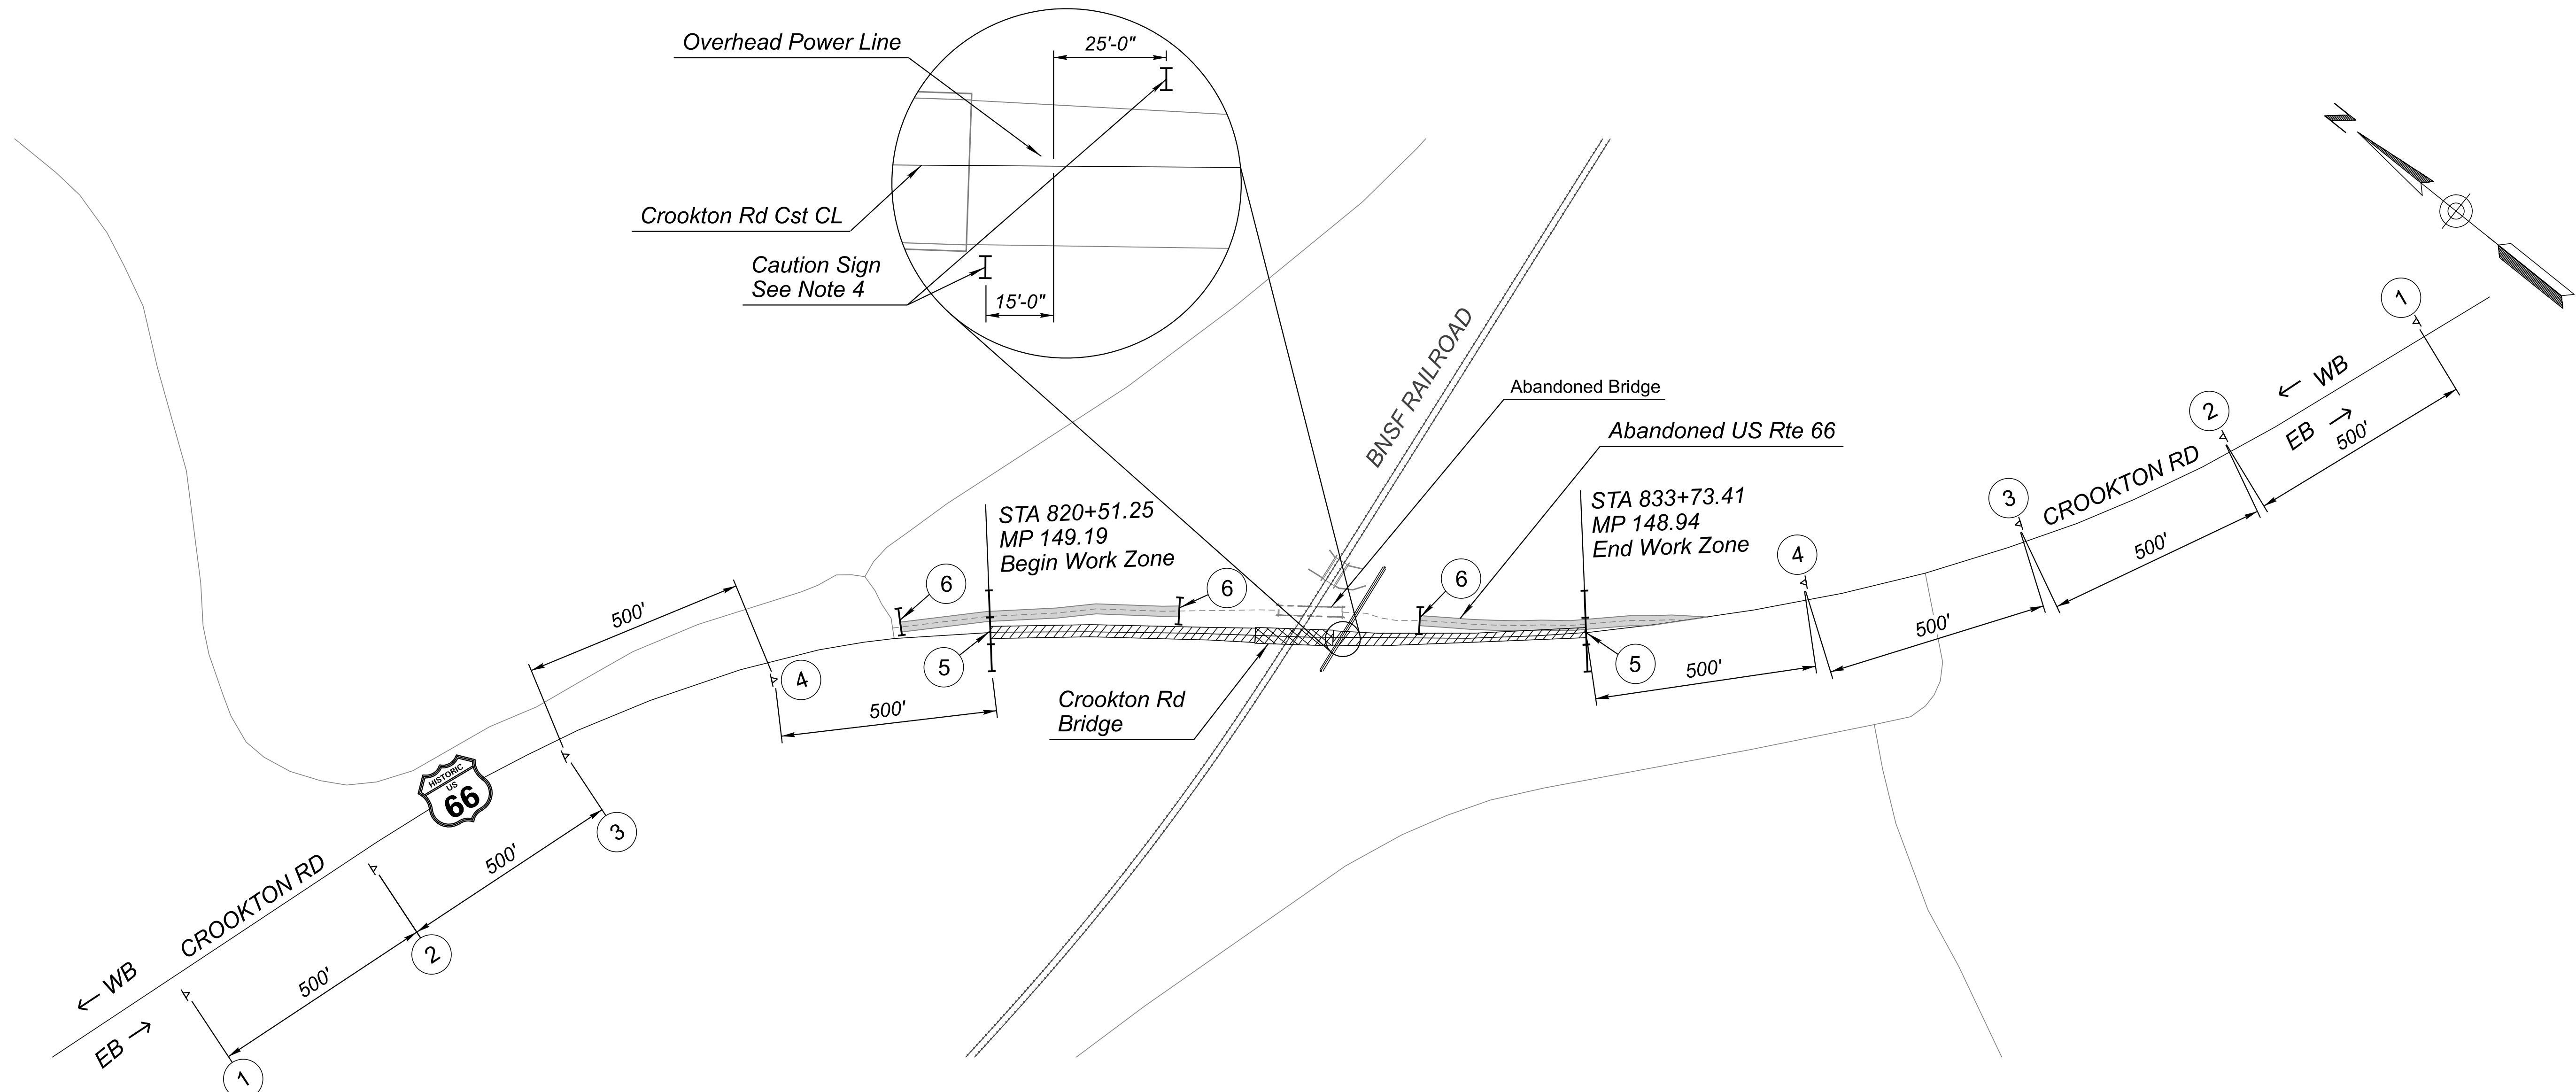 Overhead Power Line
25'-0"
Crookton Rd Cst CL
Caution Sign
See Note 4
15'-0"
N
BNSF RAILROAD
Abandoned Bridge
Abandoned US Rte 66
1
← WB
EB →
500'
2
CROOKTON RD
500'
3
500'
4
STA 833+73.41
MP 148.94
End Work Zone
STA 820+51.25
MP 149.19
Begin Work Zone
6
6
6
5
5
500'
500'
4
500'
Crookton Rd
Bridge
HISTORIC
US
66
3
500'
CROOKTON RD
2
500'
← WB
EB →
1